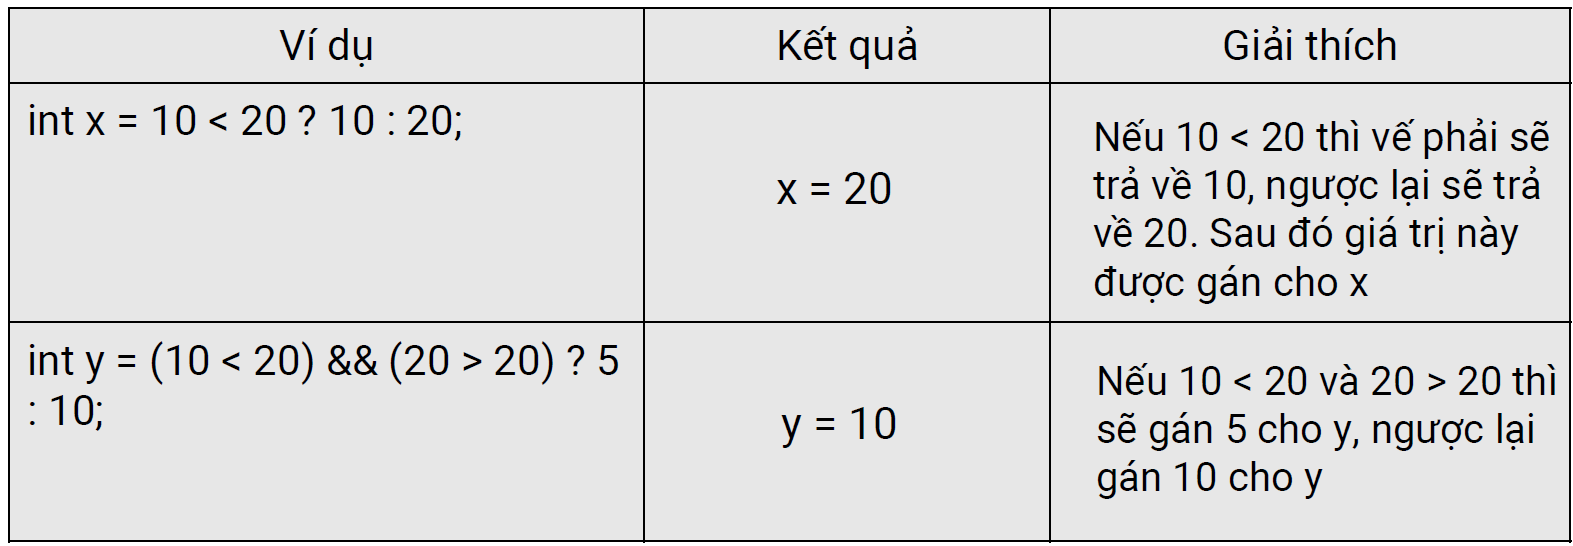 Ví dụ
Kết quả
Giải thích
int x = 10 < 20 ? 10 : 20;
x = 20
Nếu 10 < 20 thì vế phải sẽ
trả về 10, ngược lại sẽ trả
về 20. Sau đó giá trị này
được gán cho x
int y = (10 < 20) && (20 > 20) ? 5
: 10;
y = 10
Nếu 10 < 20 và 20 > 20 thì
sẽ gán 5 cho y, ngược lại
gán 10 cho y